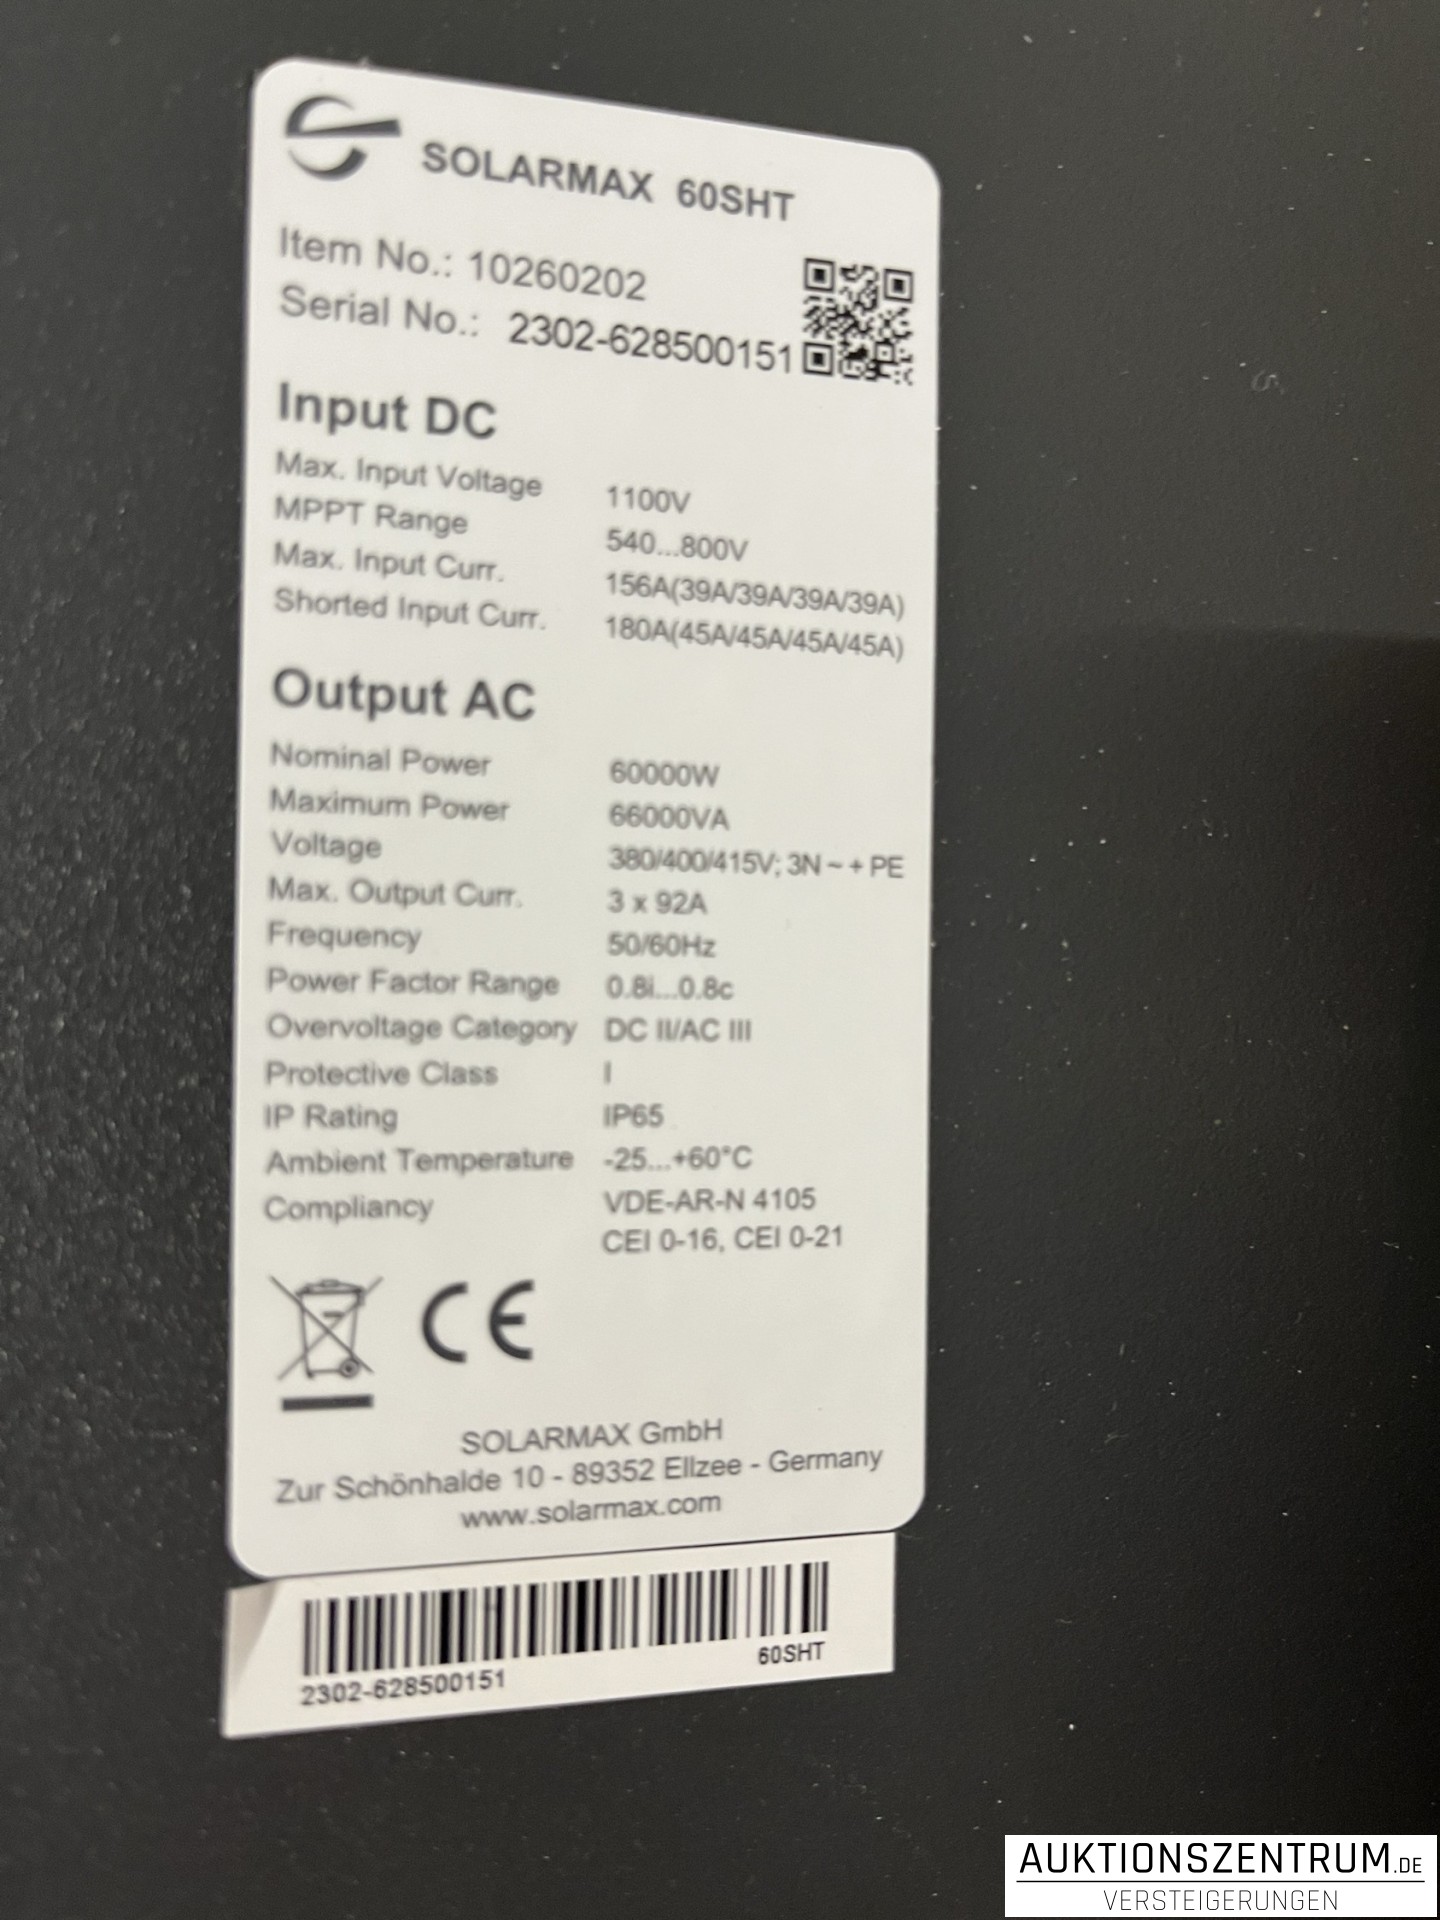 SOLARMAX 60SHT
Item No.: 10260202
Serial No.: 2302-628500151
Input DC
Max. Input Voltage 1100V
MPPT Range 540...800V
Max. Input Curr. 156A(39A/39A/39A/39A)
Shorted Input Curr. 180A(45A/45A/45A/45A)
Output AC
Nominal Power 60000W
Maximum Power 66000VA
Voltage 380/400/415V; 3N ~ + PE
Max. Output Curr. 3 x 92A
Frequency 50/60Hz
Power Factor Range 0.8i...0.8c
Overvoltage Category DC II/AC III
Protective Class I
IP Rating IP65
Ambient Temperature -25...+60°C
Compliancy VDE-AR-N 4105
CEI 0-16, CEI 0-21
CE
SOLARMAX GmbH
Zur Schönhalde 10 - 89352 Ellzee - Germany
www.solarmax.com
2302-628500151 60SHT
AUKTIONSZENTRUM.DE
VERSTEIGERUNGEN